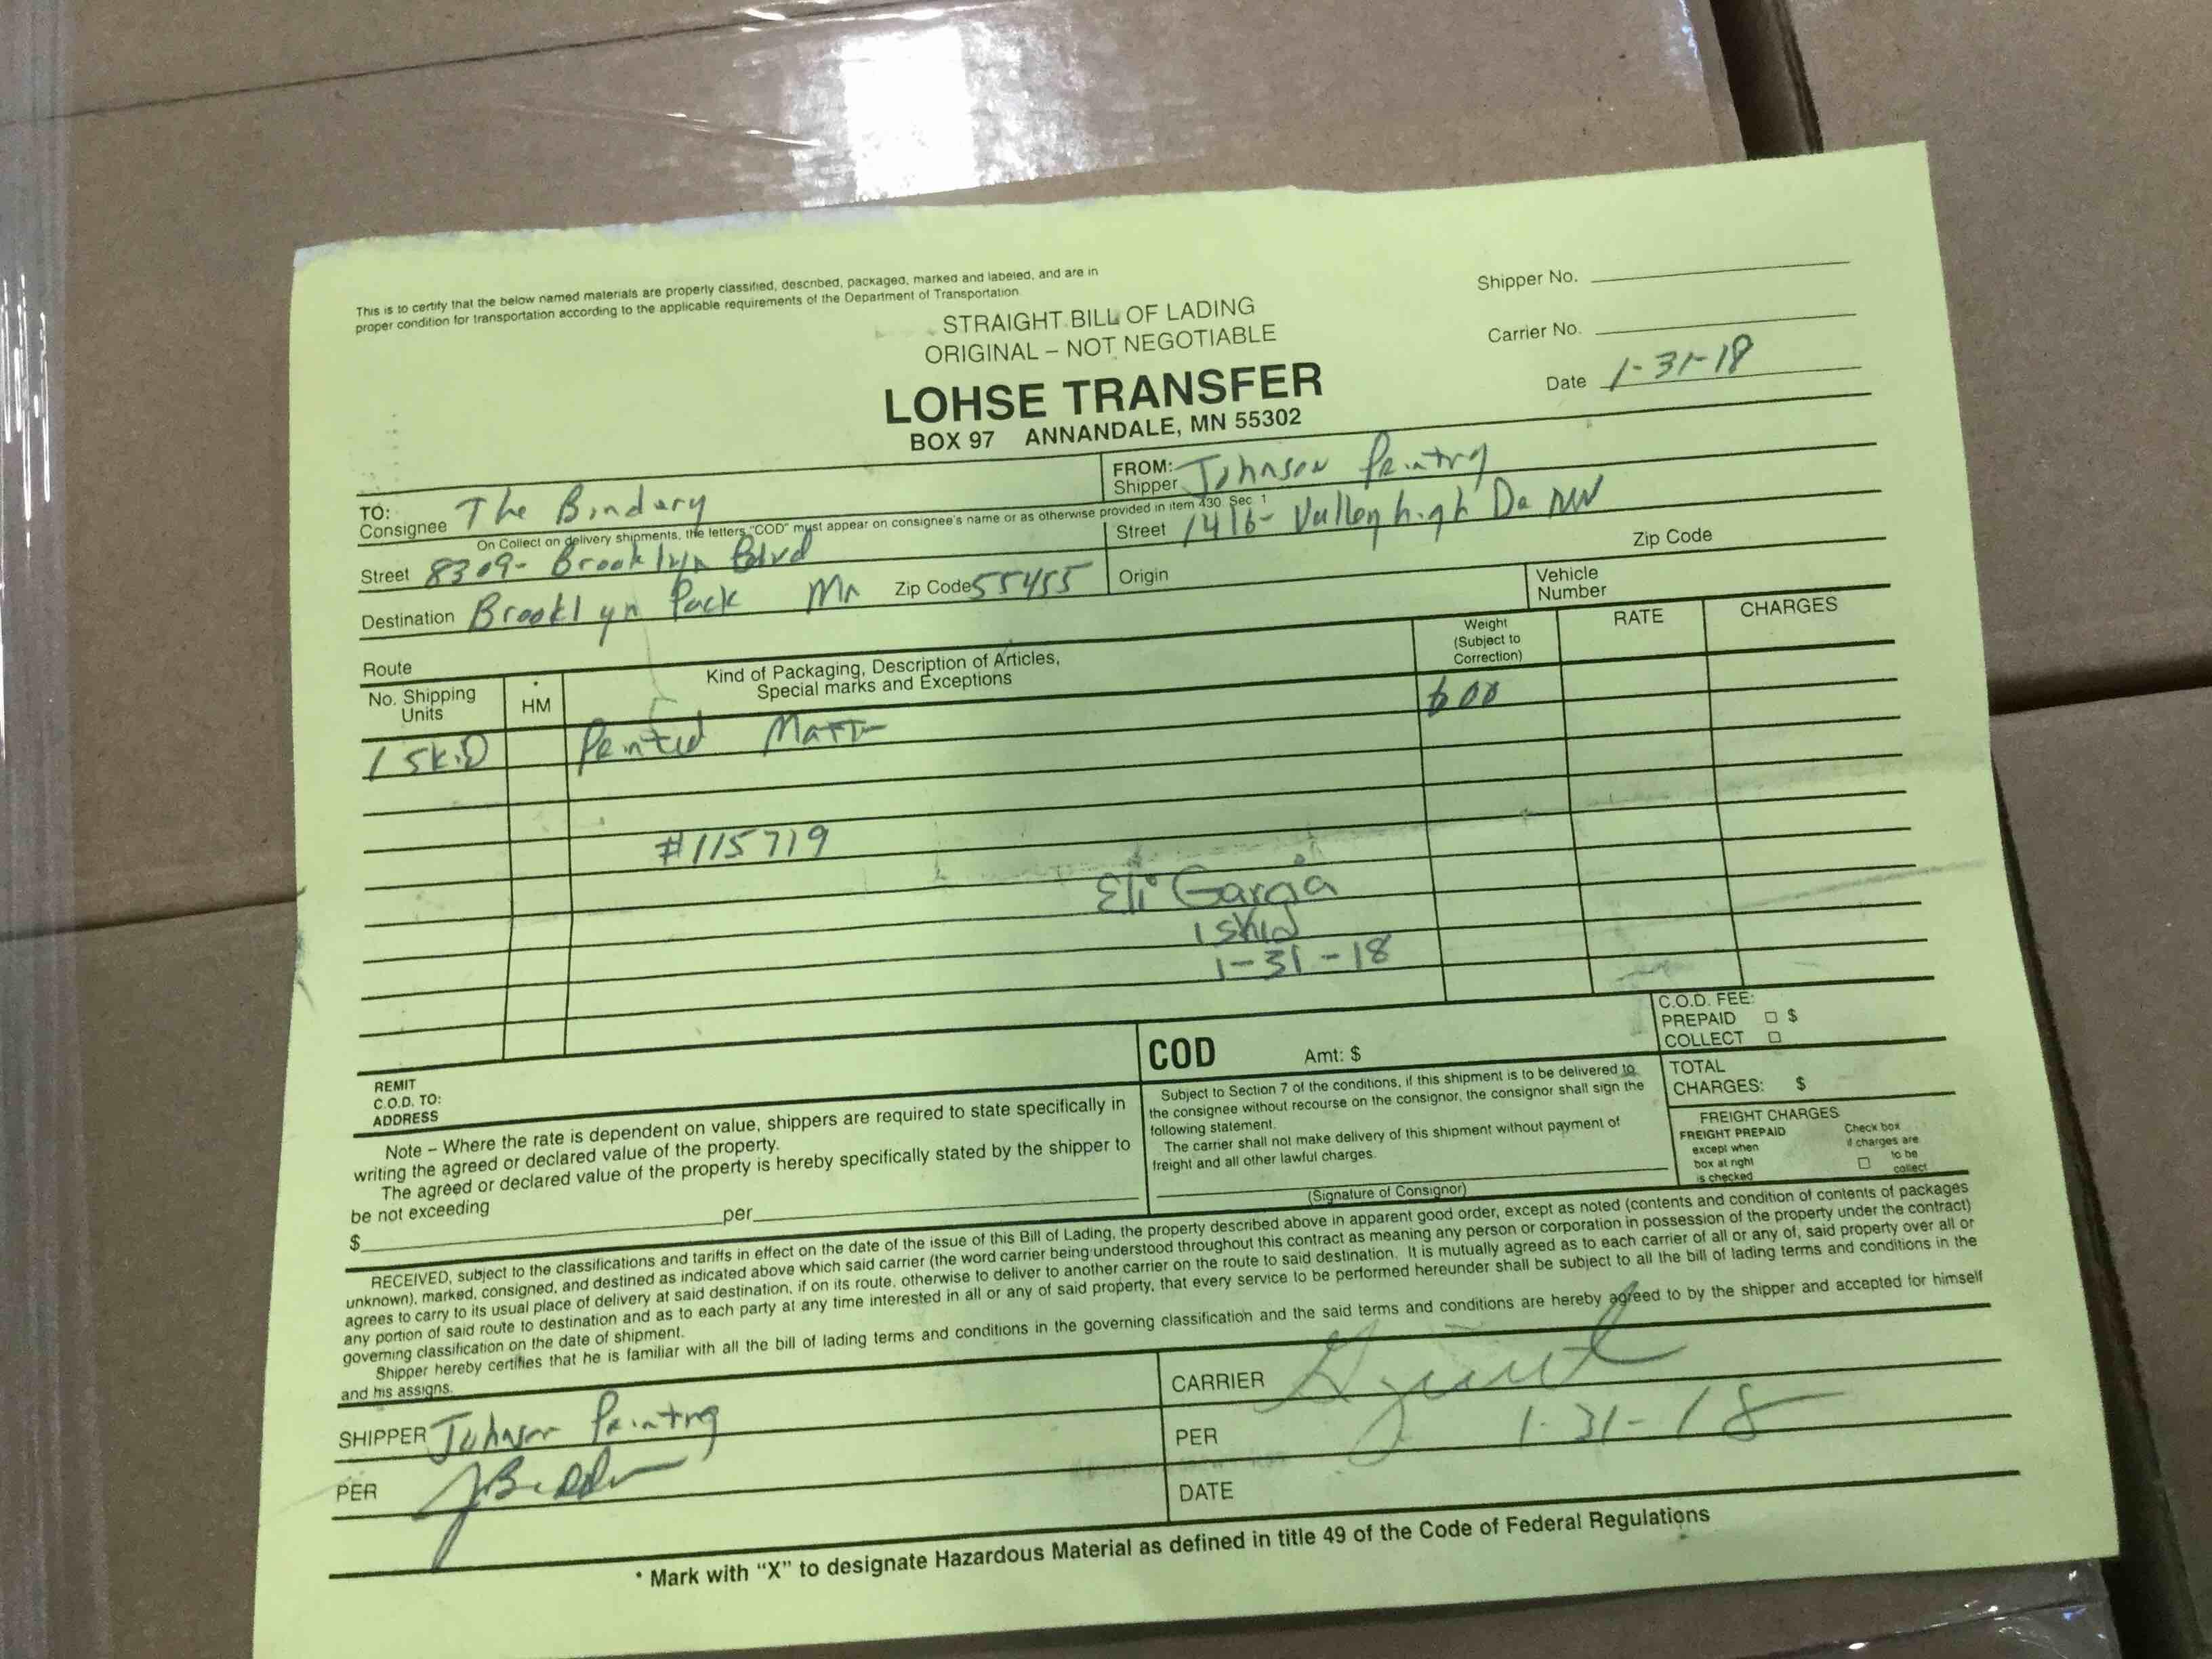 This is to certify that the below named materials are properly classified, described, packaged, marked and labeled, and are in
proper condition for transportation according to the applicable requirements of the Department of Transportation.
STRAIGHT BILL OF LADING
ORIGINAL – NOT NEGOTIABLE
LOHSE TRANSFER
BOX 97 ANNANDALE, MN 55302
Shipper No.
Carrier No.
Date 1-31-18
TO:
Consignee The Bindery
FROM:
Shipper Johnson Printing
On Collect on delivery shipments, the letters "COD" must appear on consignee's name or as otherwise provided in item 430. Sec. 1
Street 8309- Brooklyn Blvd
Street 1416- Valleyhigh Dr NW
Zip Code
Destination Brooklyn Park Mn Zip Code 55455
Origin
Vehicle
Number
Route
No. Shipping
Units
*
HM
Kind of Packaging, Description of Articles,
Special marks and Exceptions
Weight
(Subject to
Correction)
RATE
CHARGES
1 SKID Printed Matter 600
#115719
Eli Garcia
1 skid
1-31-18
REMIT
C.O.D. TO:
ADDRESS
COD Amt: $
C.O.D. FEE:
PREPAID $
COLLECT
Note – Where the rate is dependent on value, shippers are required to state specifically in
writing the agreed or declared value of the property.
The agreed or declared value of the property is hereby specifically stated by the shipper to
be not exceeding
$ per
Subject to Section 7 of the conditions, if this shipment is to be delivered to
the consignee without recourse on the consignor, the consignor shall sign the
following statement.
The carrier shall not make delivery of this shipment without payment of
freight and all other lawful charges.
(Signature of Consignor)
TOTAL
CHARGES: $
FREIGHT CHARGES
FREIGHT PREPAID
except when
box at right
is checked
Check box
if charges are
to be
collect
RECEIVED, subject to the classifications and tariffs in effect on the date of the issue of this Bill of Lading, the property described above in apparent good order, except as noted (contents and condition of contents of packages
unknown), marked, consigned, and destined as indicated above which said carrier (the word carrier being understood throughout this contract as meaning any person or corporation in possession of the property under the contract)
agrees to carry to its usual place of delivery at said destination, if on its route, otherwise to deliver to another carrier on the route to said destination. It is mutually agreed as to each carrier of all or any of, said property over all or
any portion of said route to destination and as to each party at any time interested in all or any of said property, that every service to be performed hereunder shall be subject to all the bill of lading terms and conditions in the
governing classification on the date of shipment.
Shipper hereby certifies that he is familiar with all the bill of lading terms and conditions in the governing classification and the said terms and conditions are hereby agreed to by the shipper and accepted for himself
and his assigns.
SHIPPER Johnson Printing
CARRIER
PER
PER 1-31-18
DATE
* Mark with "X" to designate Hazardous Material as defined in title 49 of the Code of Federal Regulations